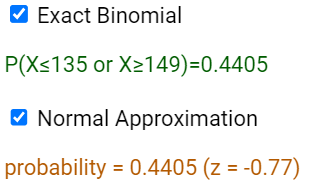 Exact Binomial
P(X≤135 or X≥149)=0.4405
Normal Approximation
probability = 0.4405 (z = -0.77)